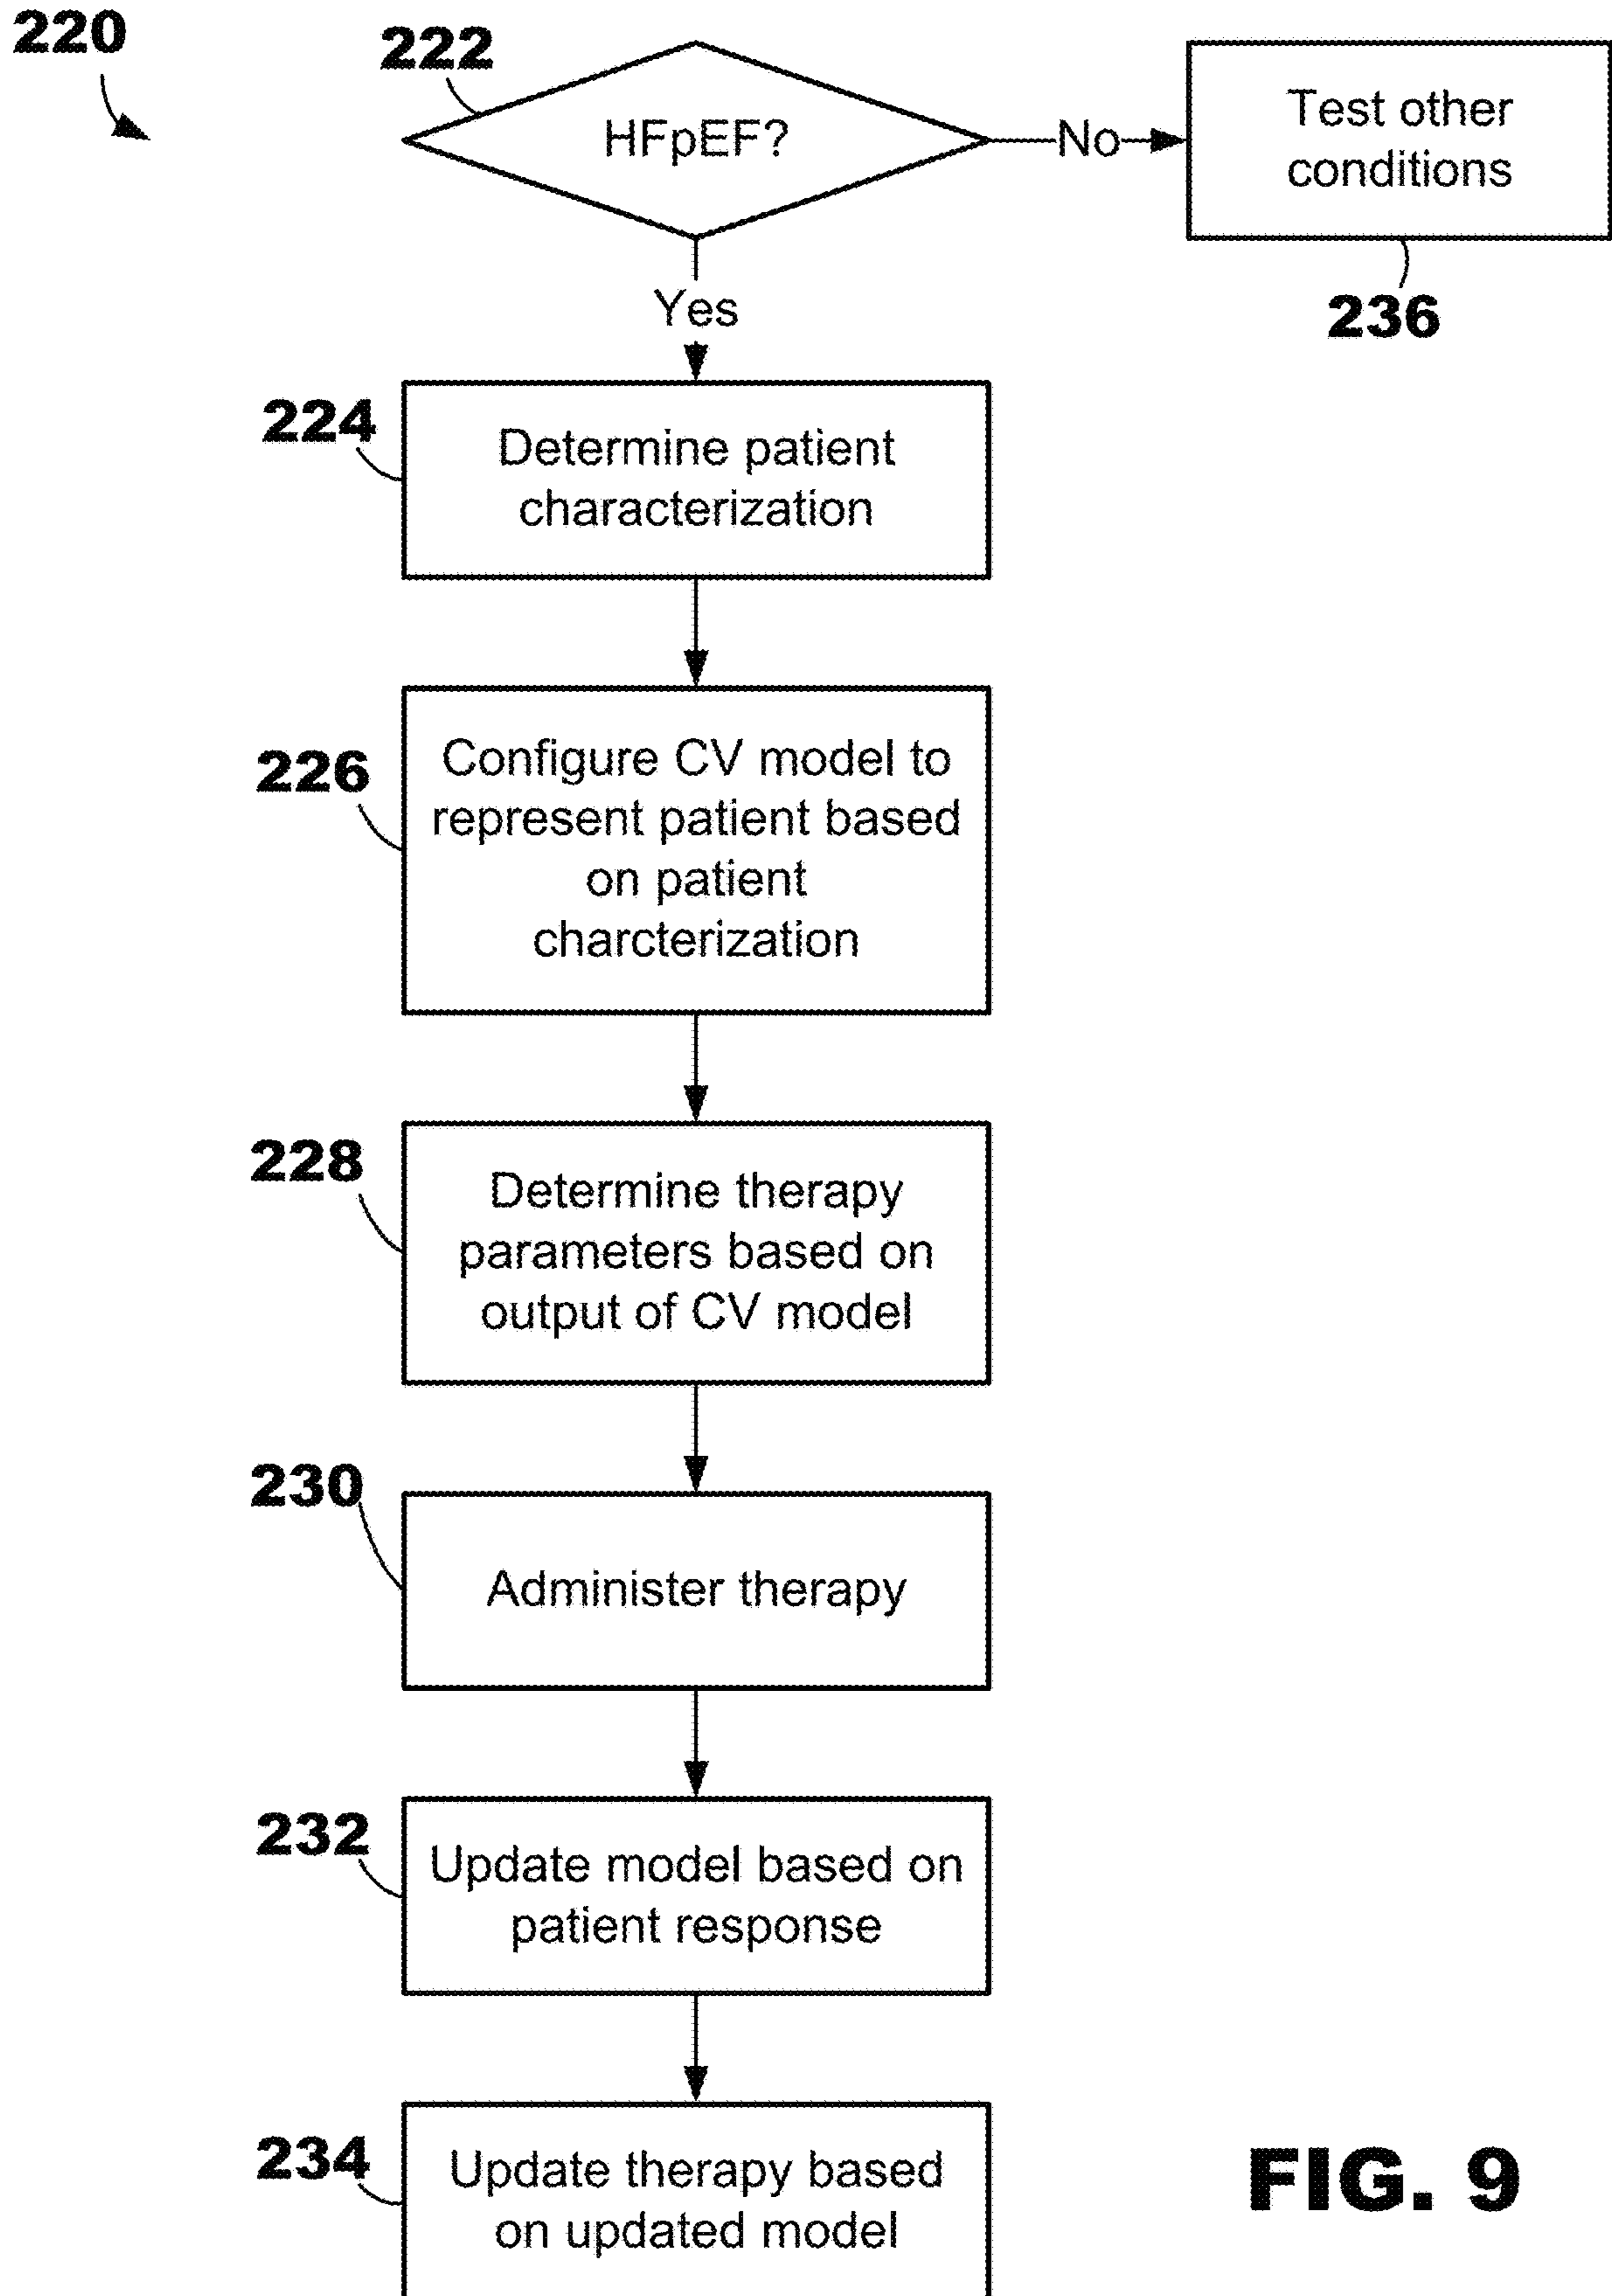 220
222
HFpEF?
No
Test other
conditions
236
Yes
224
Determine patient
characterization
226
Configure CV model to
represent patient based
on patient
charcterization
228
Determine therapy
parameters based on
output of CV model
230
Administer therapy
232
Update model based on
patient response
234
Update therapy based
on updated model
FIG. 9